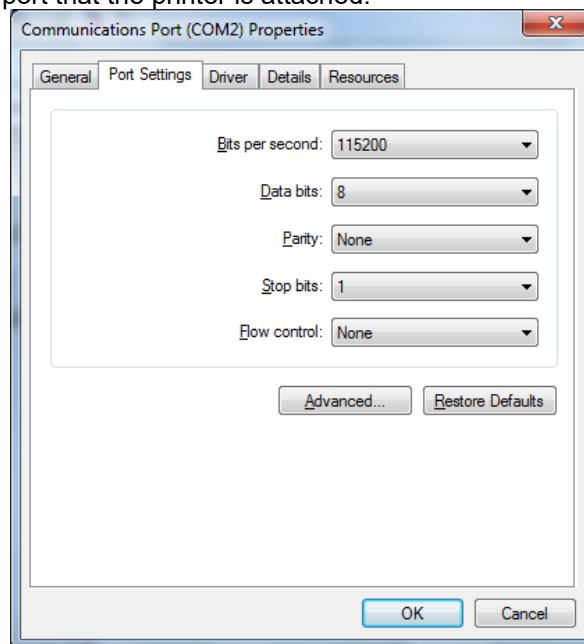 port that the printer is attached.
Communications Port (COM2) Properties
General Port Settings Driver Details Resources
Bits per second: 115200
Data bits: 8
Parity: None
Stop bits: 1
Flow control: None
Advanced... Restore Defaults
OK Cancel